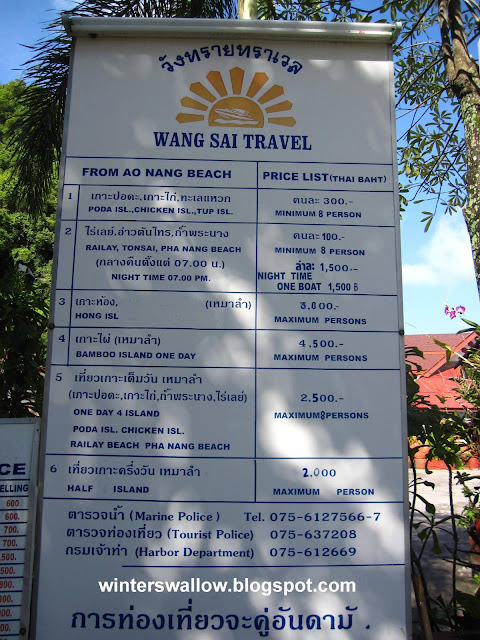 วังทรายทราเวล
WANG SAI TRAVEL
FROM AO NANG BEACH PRICE LIST(THAI BAHT)
1 เกาะปอดะ,เกาะไก่,ทะเลแหวก คนละ 300.-
PODA ISL.,CHICKEN ISL.,TUP ISL. MINIMUM 8 PERSON
2 ไร่เลย์,อ่าวต้นไทร,ถ้ำพระนาง คนละ 100.-
RAILAY, TONSAI, PHA NANG BEACH MINIMUM 8 PERSON
(กลางคืนตั้งแต่ 07.00 น.) ลำละ 1,500.-
NIGHT TIME 07.00 PM. NIGHT TIME
ONE BOAT 1,500 ฿
3 เกาะห้อง, (เหมาลำ)
HONG ISL MAXIMUM PERSONS
4 เกาะไผ่ (เหมาลำ) 4,500.-
BAMBOO ISLAND ONE DAY MAXIMUM PERSONS
5 เที่ยวเกาะเต็มวัน เหมาลำ
(เกาะปอดะ,เกาะไก่,ถ้ำพระนาง,ไร่เลย์) 2,500.-
ONE DAY 4 ISLAND MAXIMUM8PERSONS
PODA ISL. CHICKEN ISL.
RAILAY BEACH PHA NANG BEACH
6 เที่ยวเกาะครึ่งวัน เหมาลำ 2,000
HALF ISLAND MAXIMUM PERSON
ตำรวจน้ำ (Marine Police ) Tel. 075-6127566-7
ตำรวจท่องเที่ยว (Tourist Police) 075-637208
กรมเจ้าท่า (Harbor Department) 075-612669
winterswallow.blogspot.com
การท่องเที่ยวจะคู่อันดามั
CE
ELLING
600.
600.
500.
700.
500.